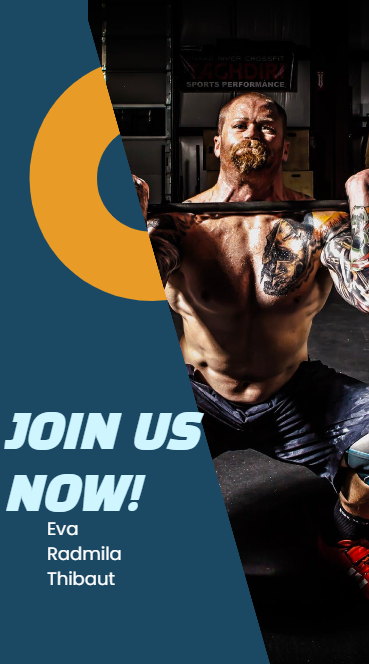 SPORTS PERFORMANCE
JOIN US
NOW!
Eva
Radmila
Thibaut